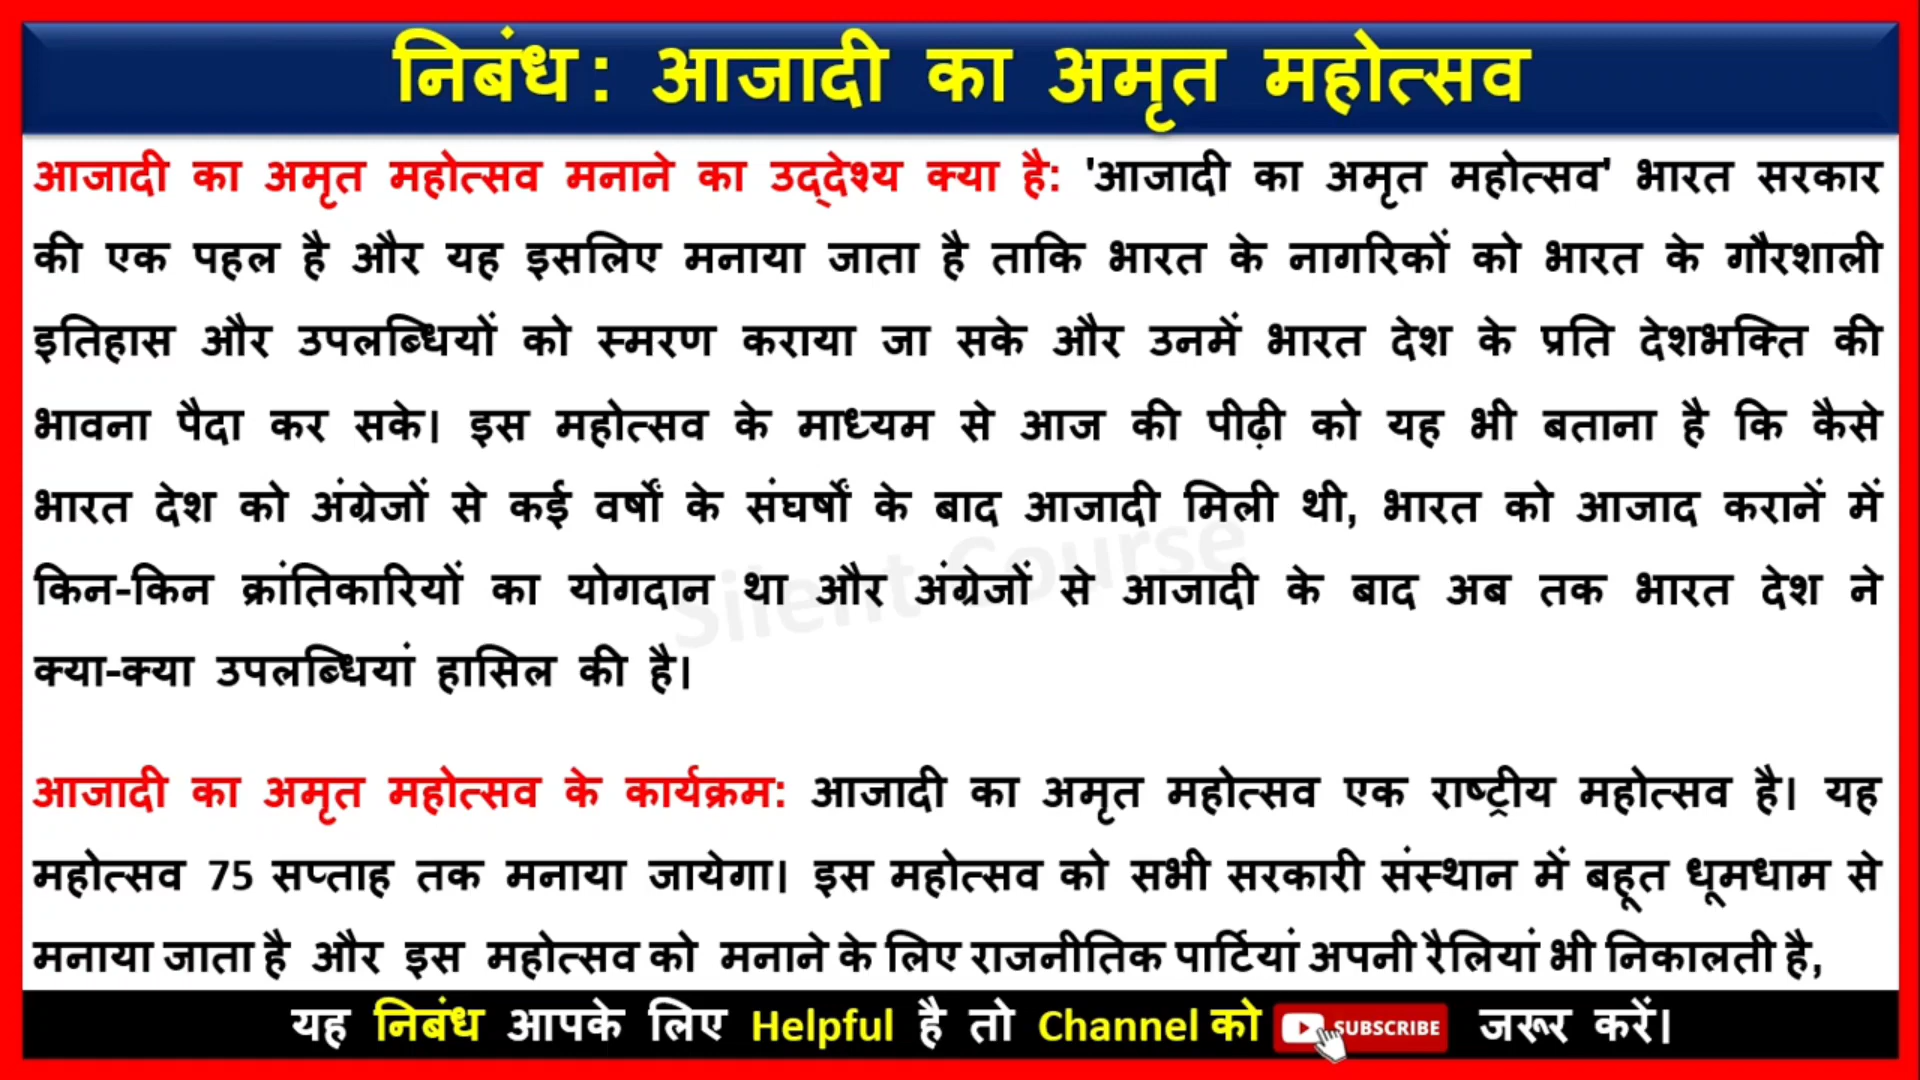 निबंध: आजादी का अमृत महोत्सव
आजादी का अमृत महोत्सव मनाने का उद्देश्य क्या है: 'आजादी का अमृत महोत्सव' भारत सरकार
की एक पहल है और यह इसलिए मनाया जाता है ताकि भारत के नागरिकों को भारत के गौरशाली
इतिहास और उपलब्धियों को स्मरण कराया जा सके और उनमें भारत देश के प्रति देशभक्ति की
भावना पैदा कर सके। इस महोत्सव के माध्यम से आज की पीढ़ी को यह भी बताना है कि कैसे
भारत देश को अंग्रेजों से कई वर्षों के संघर्षों के बाद आजादी मिली थी, भारत को आजाद करानें में
किन-किन क्रांतिकारियों का योगदान था और अंग्रेजों से आजादी के बाद अब तक भारत देश ने
क्या-क्या उपलब्धियां हासिल की है।
Silent Course
आजादी का अमृत महोत्सव के कार्यक्रम: आजादी का अमृत महोत्सव एक राष्ट्रीय महोत्सव है। यह
महोत्सव 75 सप्ताह तक मनाया जायेगा। इस महोत्सव को सभी सरकारी संस्थान में बहूत धूमधाम से
मनाया जाता है और इस महोत्सव को मनाने के लिए राजनीतिक पार्टियां अपनी रैलियां भी निकालती है,
यह निबंध आपके लिए Helpful है तो Channel को SUBSCRIBE जरूर करें।